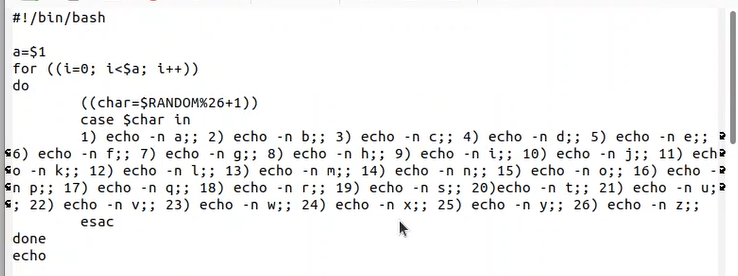 #!/bin/bash
a=$1
for ((i=0; i<$a; i++))
do
((char=$RANDOM%26+1))
case $char in
1) echo -n a;; 2) echo -n b;; 3) echo -n c;; 4) echo -n d;; 5) echo -n e;;
6) echo -n f;; 7) echo -n g;; 8) echo -n h;; 9) echo -n i;; 10) echo -n j;; 11) ech
o -n k;; 12) echo -n l;; 13) echo -n m;; 14) echo -n n;; 15) echo -n o;; 16) echo -
n p;; 17) echo -n q;; 18) echo -n r;; 19) echo -n s;; 20)echo -n t;; 21) echo -n u;
; 22) echo -n v;; 23) echo -n w;; 24) echo -n x;; 25) echo -n y;; 26) echo -n z;;
esac
done
echo